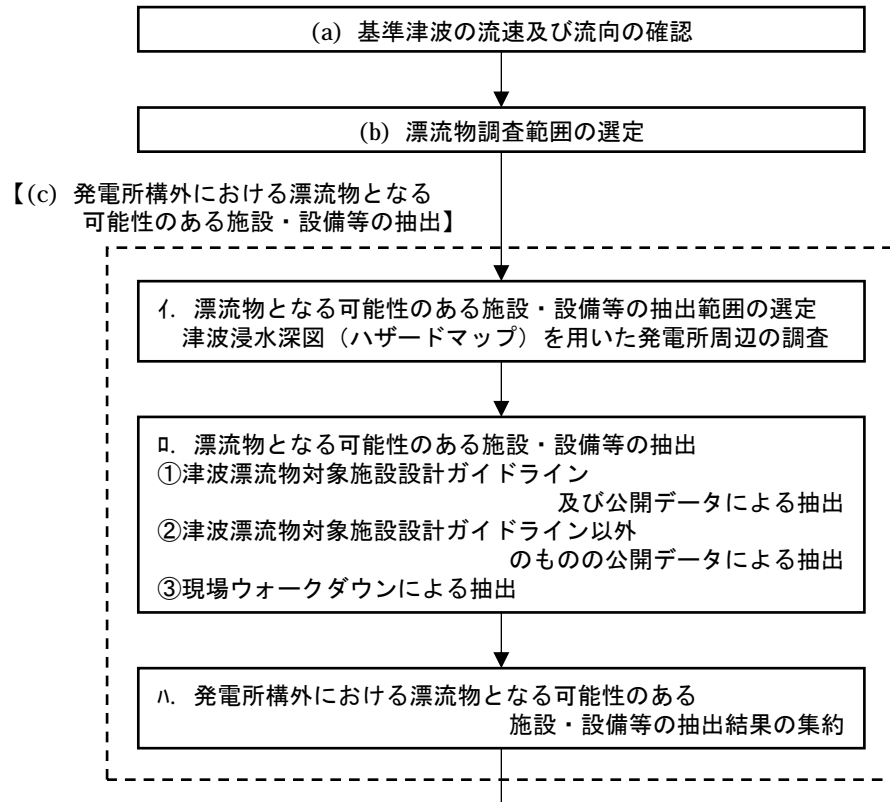 (a) 基準津波の流速及び流向の確認
(b) 漂流物調査範囲の選定
【(c) 発電所構外における漂流物となる
可能性のある施設・設備等の抽出】
ｲ. 漂流物となる可能性のある施設・設備等の抽出範囲の選定
津波浸水深図（ハザードマップ）を用いた発電所周辺の調査
ﾛ. 漂流物となる可能性のある施設・設備等の抽出
①津波漂流物対象施設設計ガイドライン
及び公開データによる抽出
②津波漂流物対象施設設計ガイドライン以外
のものの公開データによる抽出
③現場ウォークダウンによる抽出
ﾊ. 発電所構外における漂流物となる可能性のある
施設・設備等の抽出結果の集約